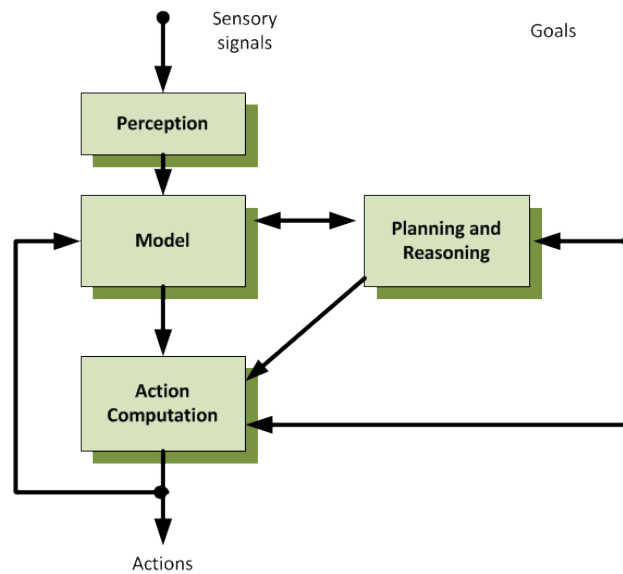 Sensory
signals
Goals
Perception
Model
Planning and
Reasoning
Action
Computation
Actions